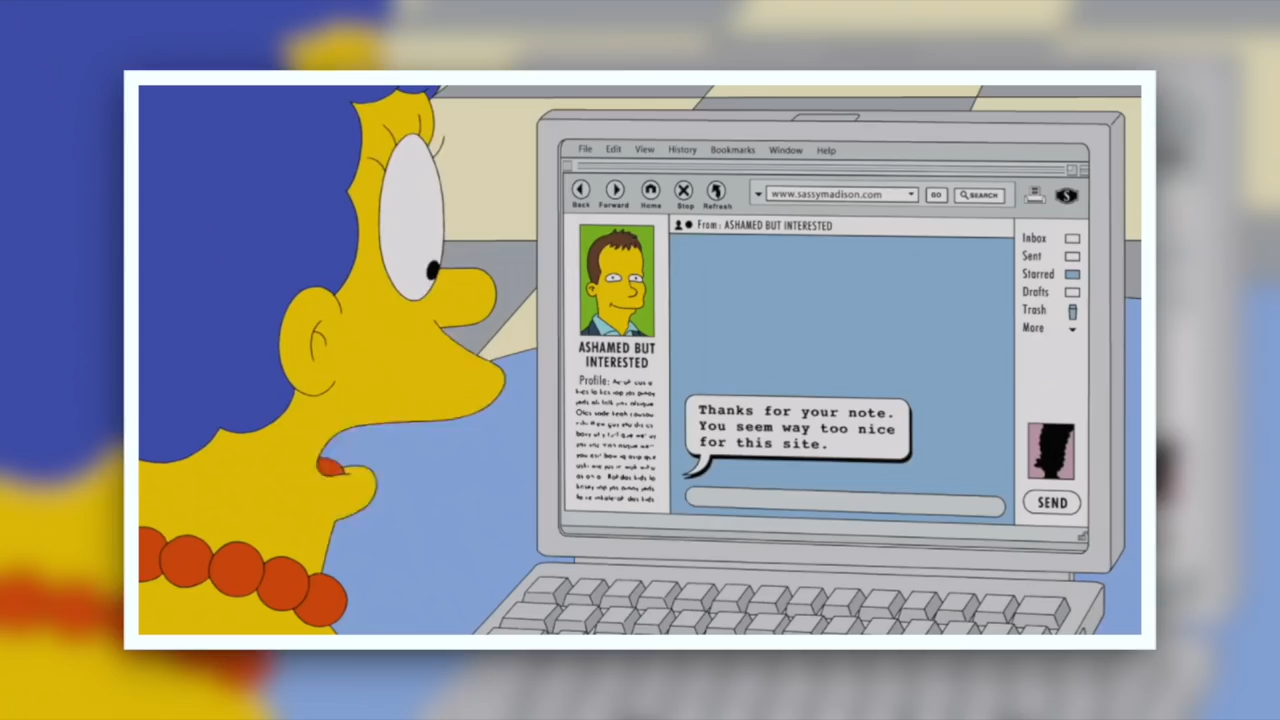 File Edit View History Bookmarks Window Help
Back Forward Home Stop Refresh
www.sassymadison.com GO SEARCH S
From: ASHAMED BUT INTERESTED
ASHAMED BUT
INTERESTED
Profile:
Thanks for your note.
You seem way too nice
for this site.
Inbox
Sent
Starred
Drafts
Trash
More
SEND